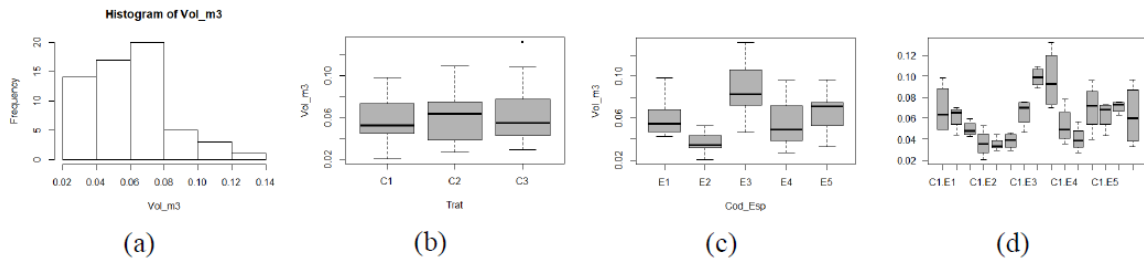 Histogram of Vol_m3
Frequency
0 5 10 15 20
0.02 0.04 0.06 0.08 0.10 0.12 0.14
Vol_m3
(a)
Vol_m3
0.02 0.06 0.10
C1 C2 C3
Trat
(b)
Vol_m3
0.02 0.06 0.10
E1 E2 E3 E4 E5
Cod_Esp
(c)
0.02 0.04 0.06 0.08 0.10 0.12
C1.E1 C1.E2 C1.E3 C1.E4 C1.E5
(d)